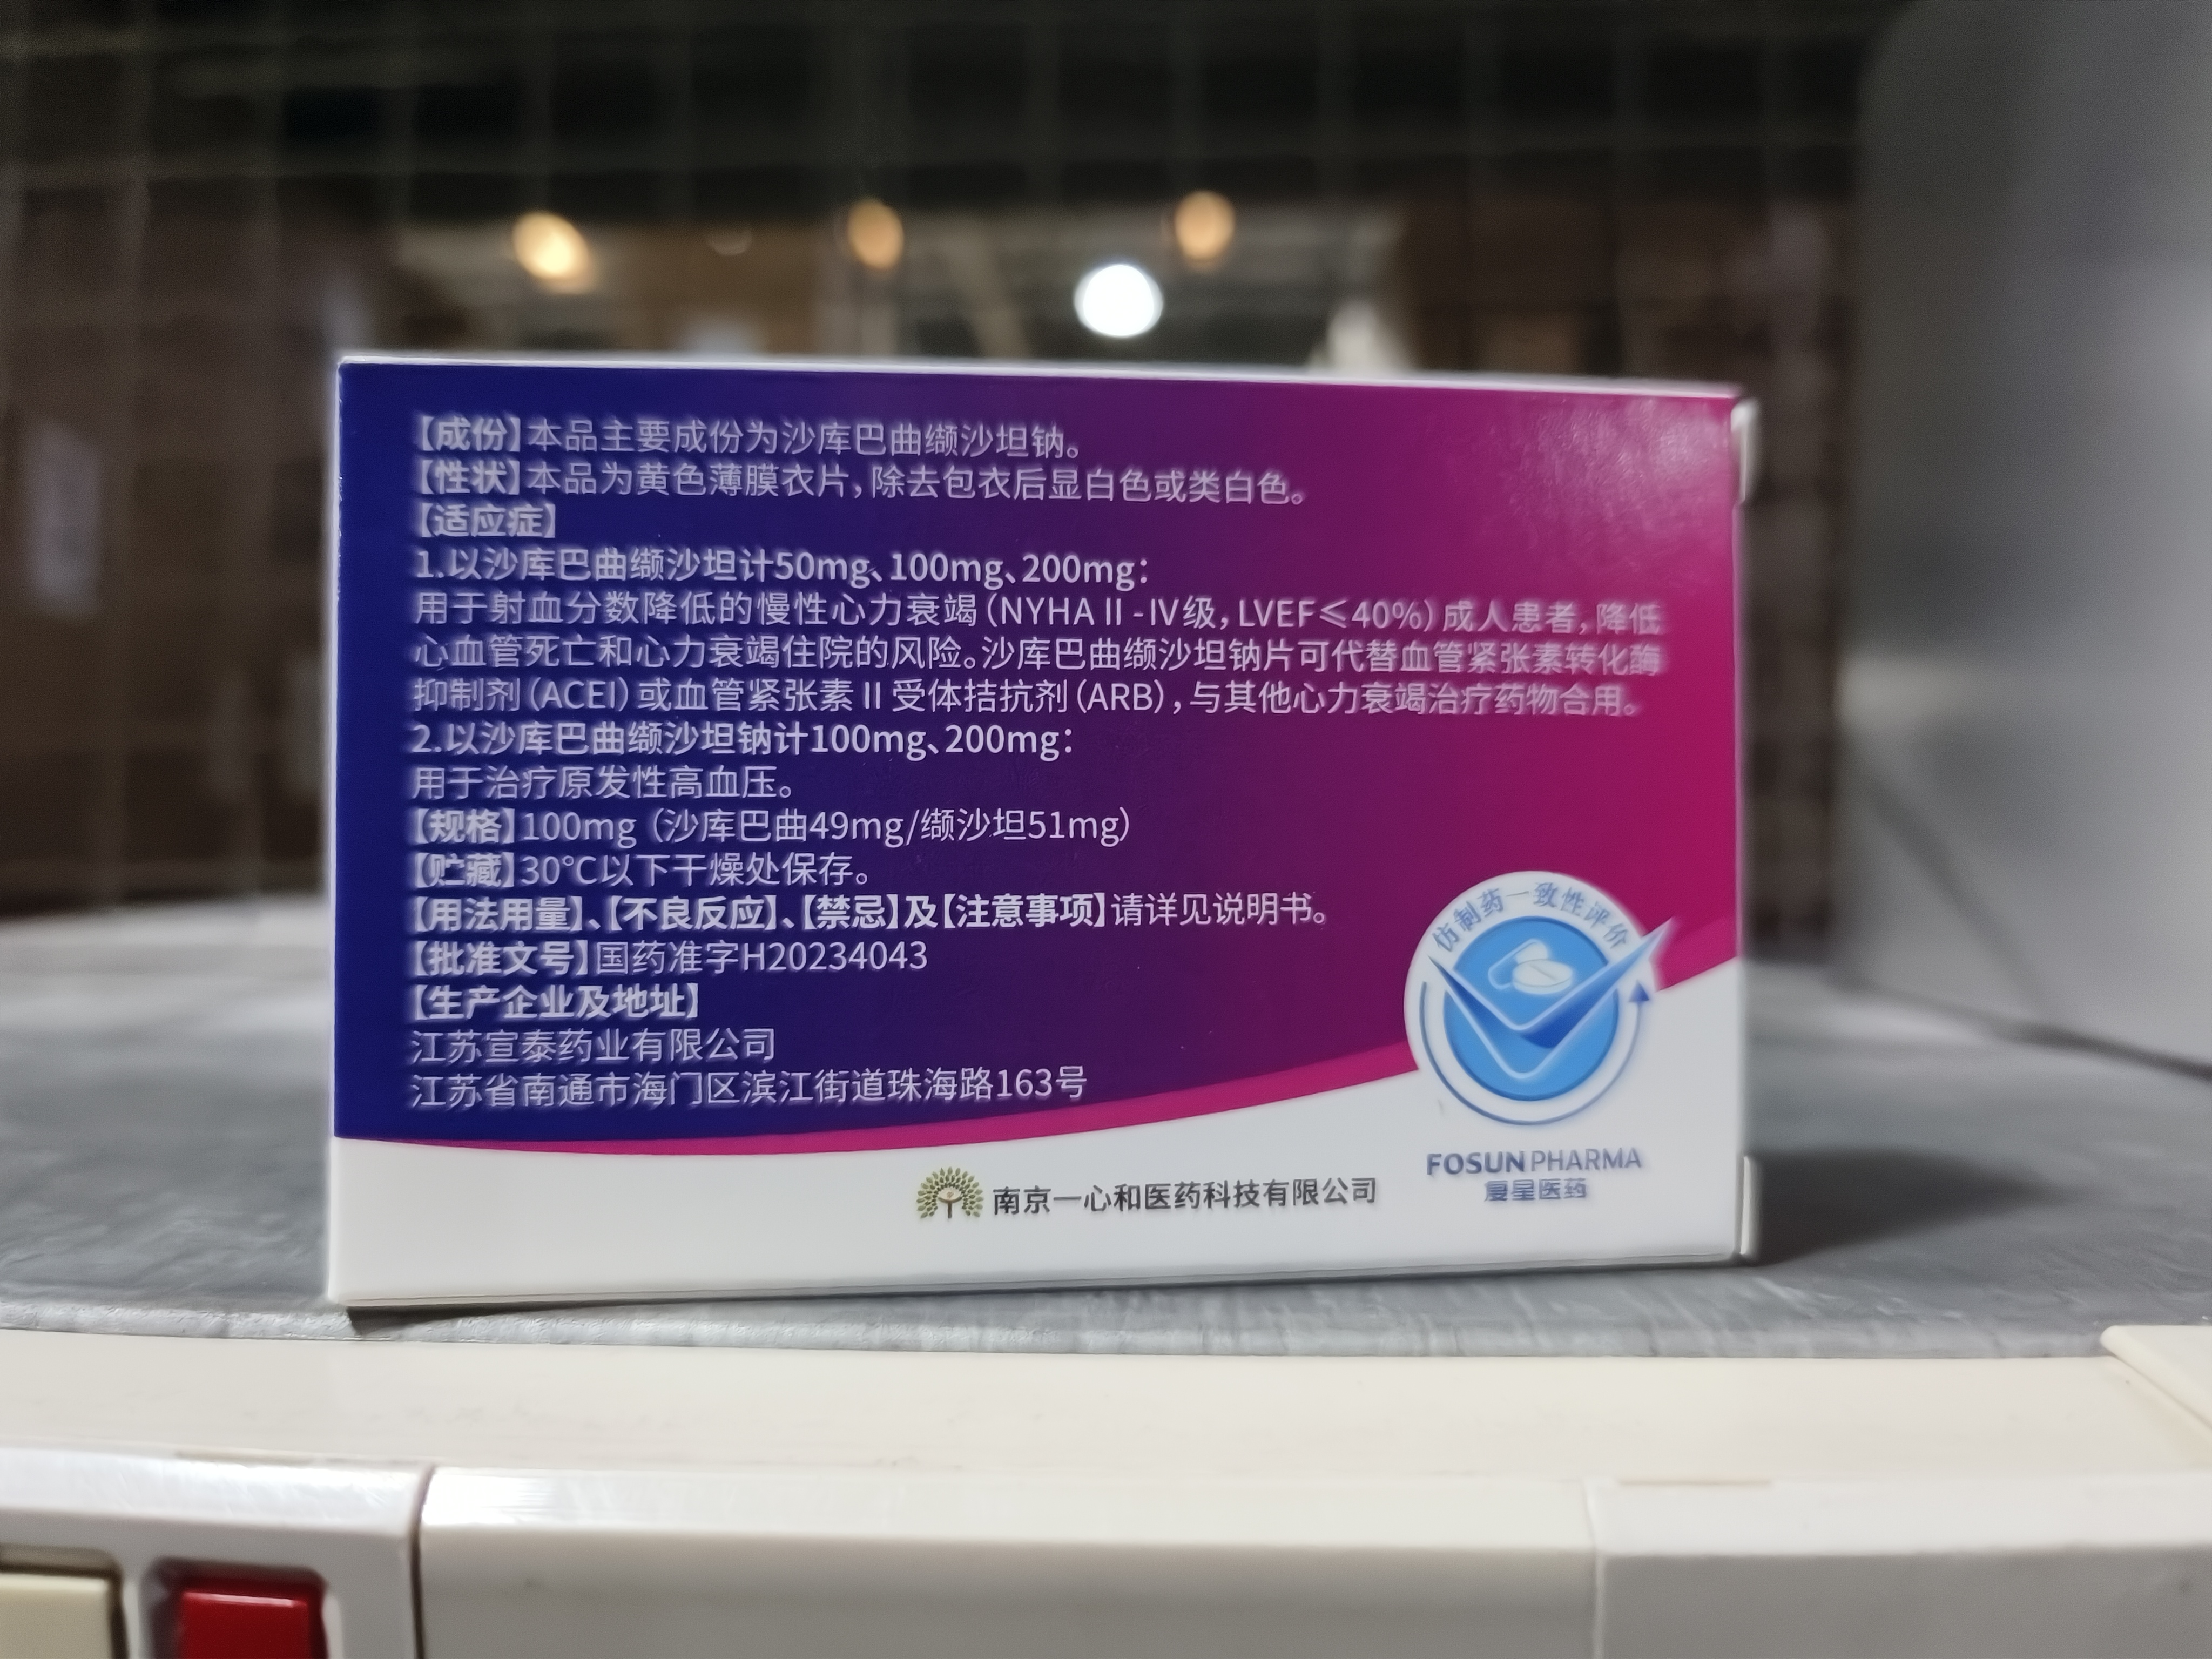 【成份】本品主要成份为沙库巴曲缬沙坦钠。
【性状】本品为黄色薄膜衣片，除去包衣后显白色或类白色。
【适应症】
1.以沙库巴曲缬沙坦计50mg、100mg、200mg：
用于射血分数降低的慢性心力衰竭（NYHA II -IV级，LVEF≤40%）成人患者，降低
心血管死亡和心力衰竭住院的风险。沙库巴曲缬沙坦钠片可代替血管紧张素转化酶
抑制剂（ACEI）或血管紧张素 II 受体拮抗剂（ARB），与其他心力衰竭治疗药物合用。
2.以沙库巴曲缬沙坦钠计100mg、200mg：
用于治疗原发性高血压。
【规格】100mg（沙库巴曲49mg/缬沙坦51mg）
【贮藏】30℃以下干燥处保存。
【用法用量】、【不良反应】、【禁忌】及【注意事项】请详见说明书。
【批准文号】国药准字H20234043
【生产企业及地址】
江苏宣泰药业有限公司
江苏省南通市海门区滨江街道珠海路163号
仿制药一致性评价
FOSUN PHARMA
复星医药
南京一心和医药科技有限公司